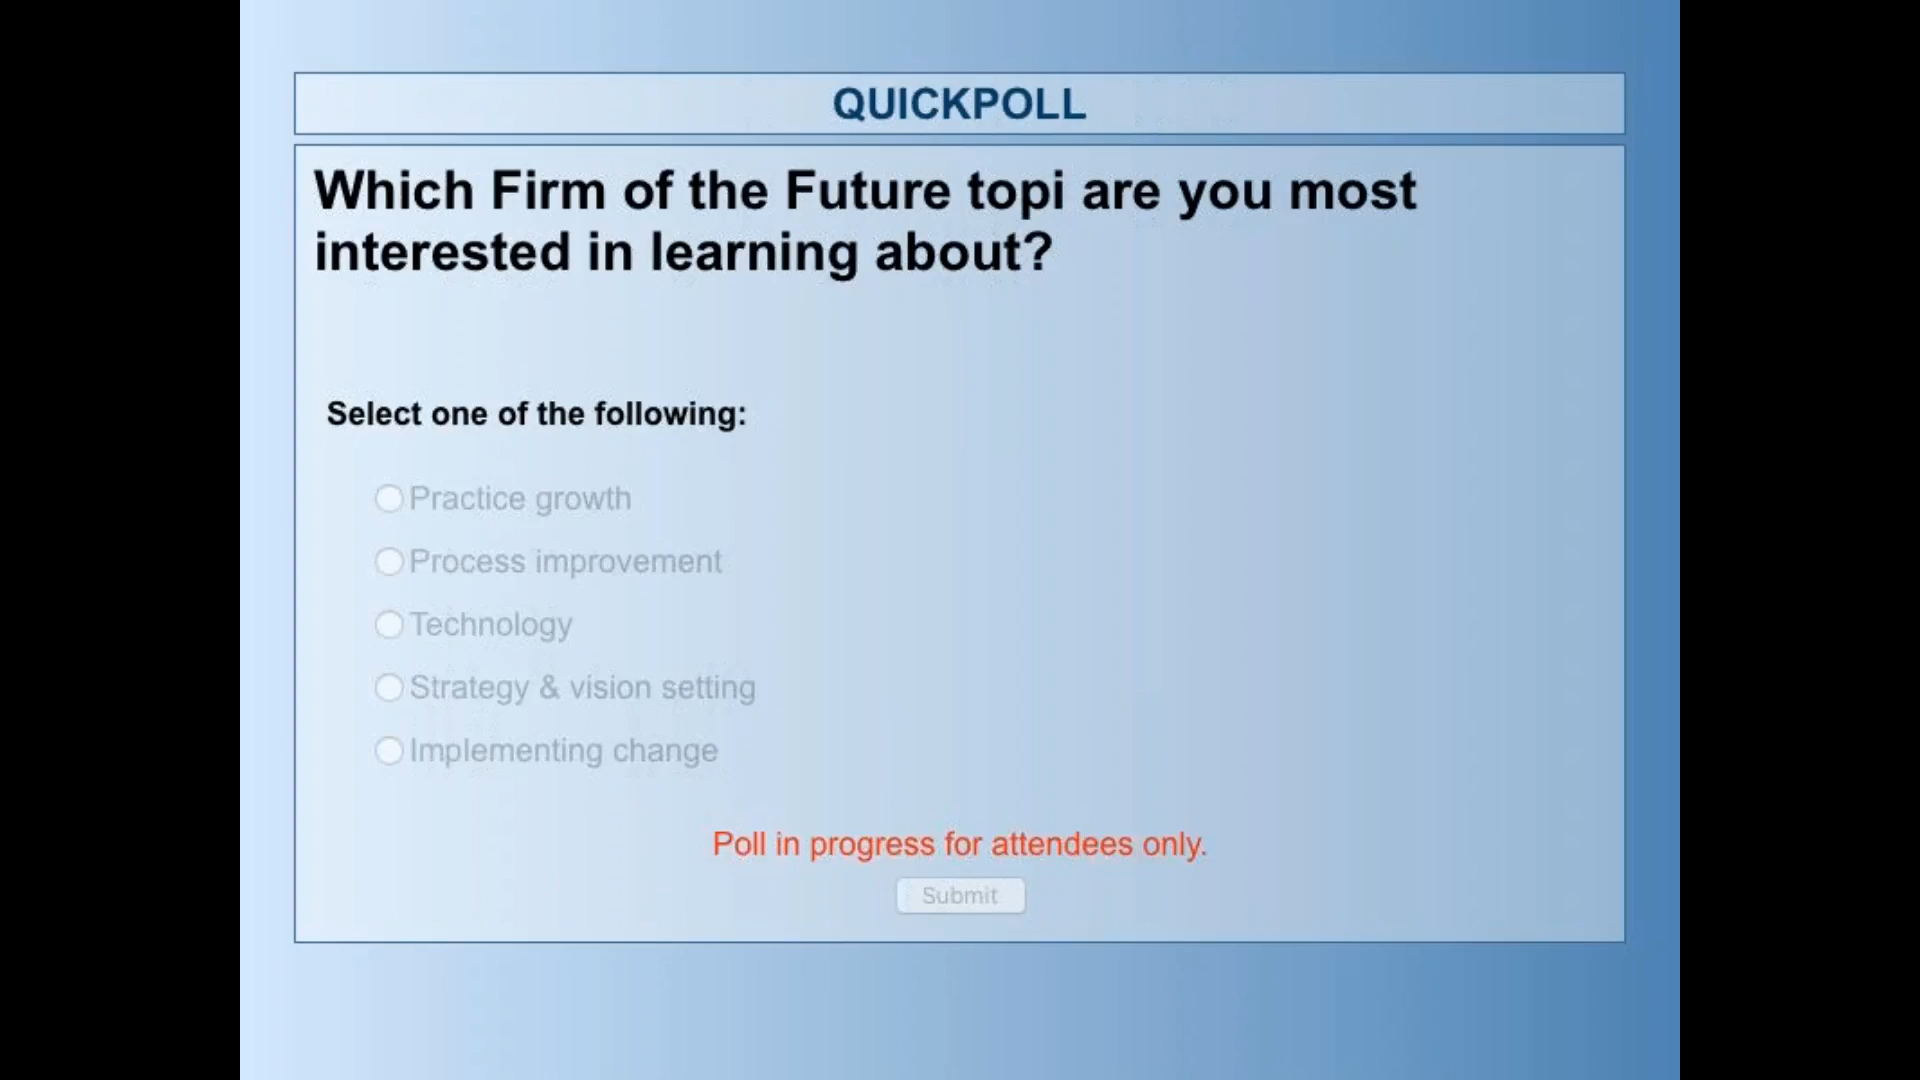 QUICKPOLL
Which Firm of the Future topi are you most
interested in learning about?
Select one of the following:
Practice growth
Process improvement
Technology
Strategy & vision setting
Implementing change
Poll in progress for attendees only.
Submit